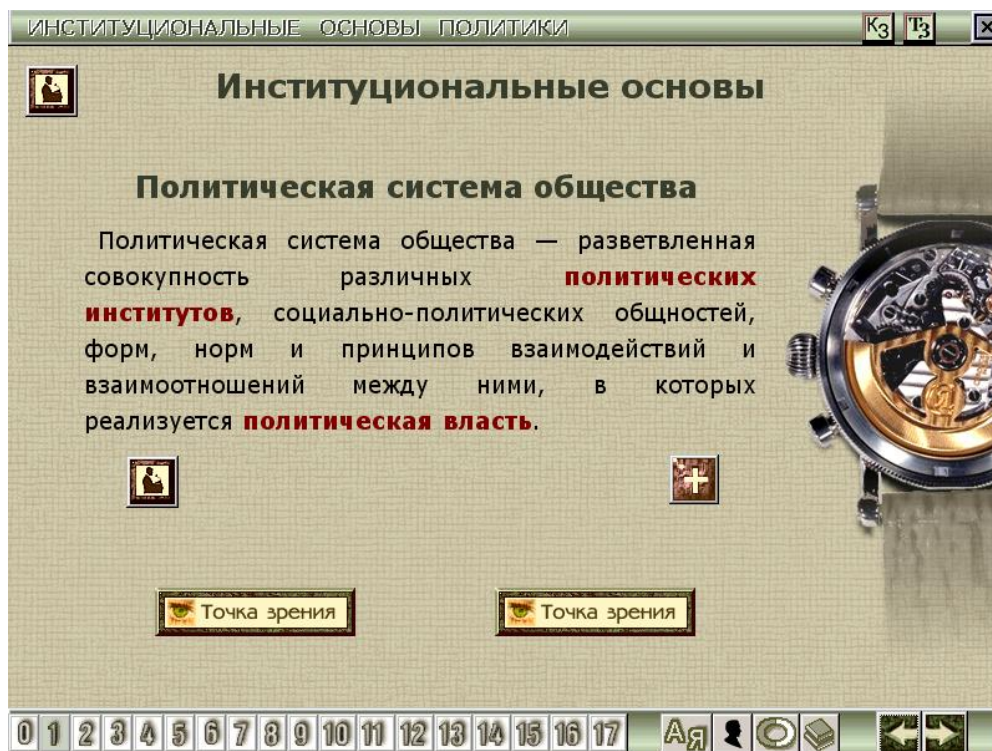 ИНСТИТУЦИОНАЛЬНЫЕ ОСНОВЫ ПОЛИТИКИ
КЗ ТЗ
Институциональные основы
Политическая система общества
Политическая система общества — разветвленная
совокупность различных политических
институтов, социально-политических общностей,
форм, норм и принципов взаимодействий и
взаимоотношений между ними, в которых
реализуется политическая власть.
Точка зрения Точка зрения
0 1 2 3 4 5 6 7 8 9 10 11 12 13 14 15 16 17 Ая